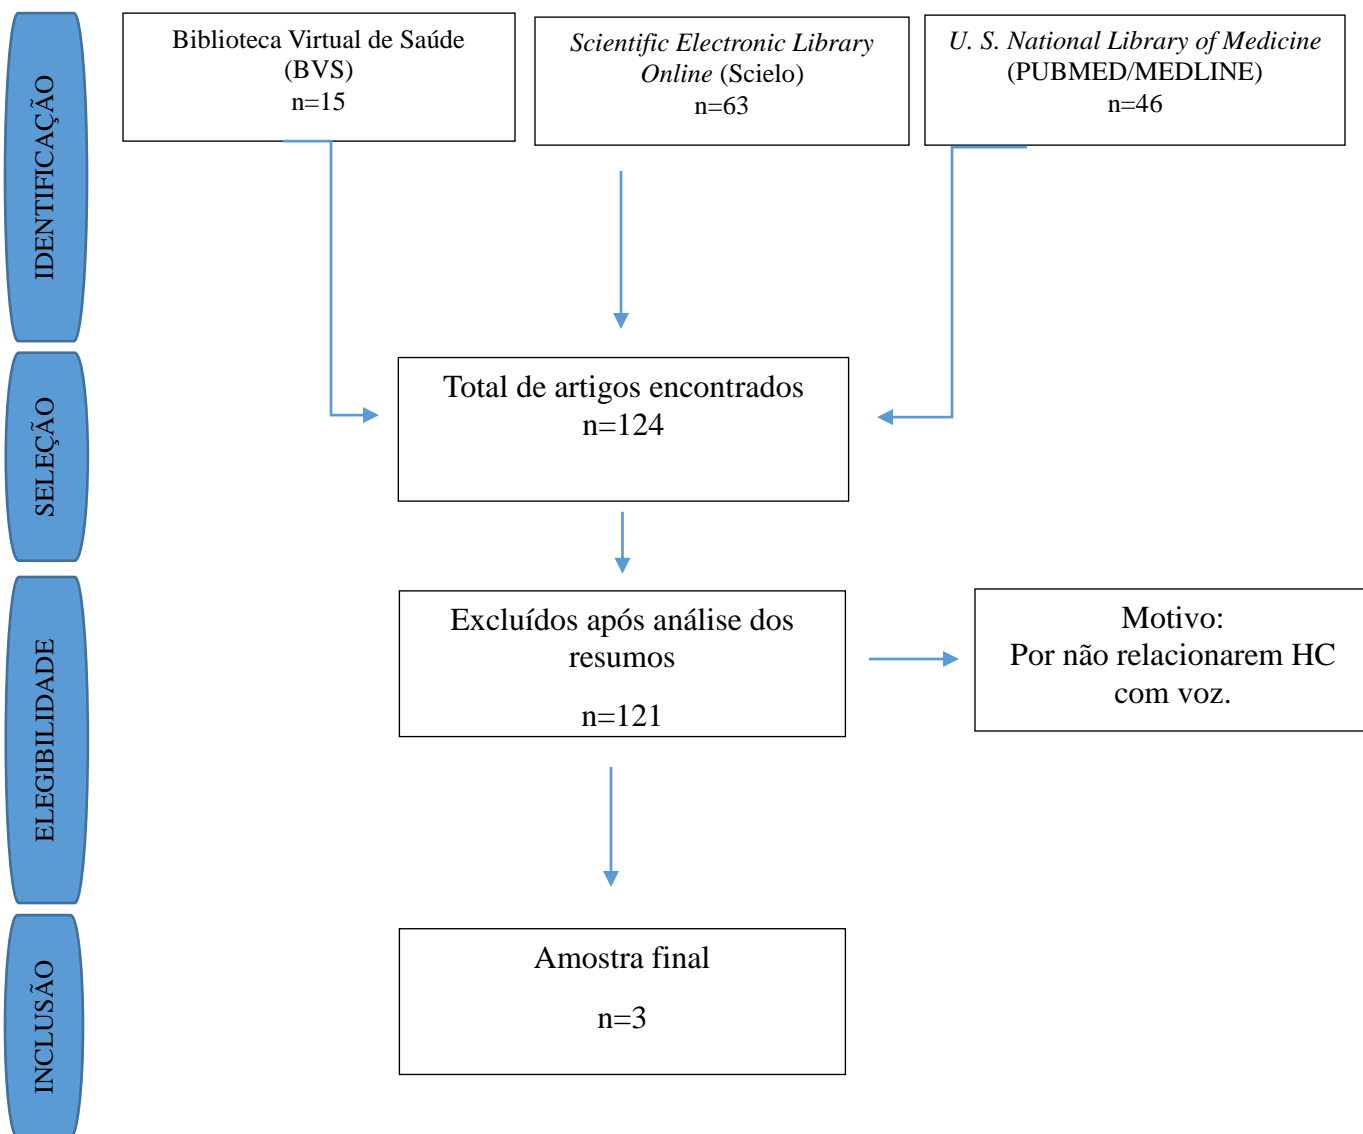 IDENTIFICAÇÃO
Biblioteca Virtual de Saúde
(BVS)
n=15
Scientific Electronic Library
Online (Scielo)
n=63
U. S. National Library of Medicine
(PUBMED/MEDLINE)
n=46
SELEÇÃO
Total de artigos encontrados
n=124
ELEGIBILIDADE
Excluídos após análise dos
resumos
n=121
Motivo:
Por não relacionarem HC
com voz.
INCLUSÃO
Amostra final
n=3